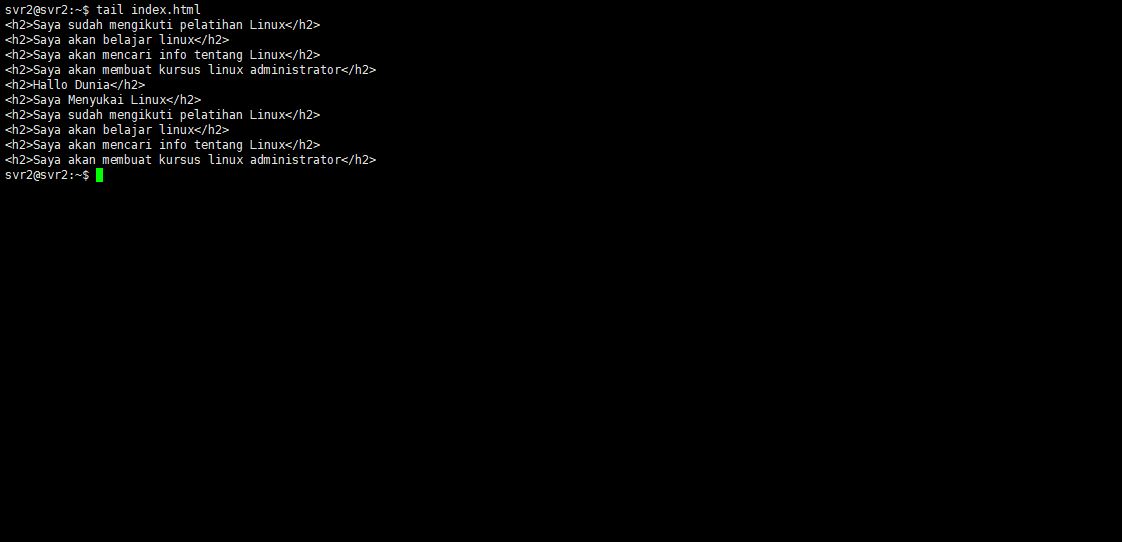 svr2@svr2:~$ tail index.html
<h2>Saya sudah mengikuti pelatihan Linux</h2>
<h2>Saya akan belajar linux</h2>
<h2>Saya akan mencari info tentang Linux</h2>
<h2>Saya akan membuat kursus linux administrator</h2>
<h2>Hallo Dunia</h2>
<h2>Saya Menyukai Linux</h2>
<h2>Saya sudah mengikuti pelatihan Linux</h2>
<h2>Saya akan belajar linux</h2>
<h2>Saya akan mencari info tentang Linux</h2>
<h2>Saya akan membuat kursus linux administrator</h2>
svr2@svr2:~$